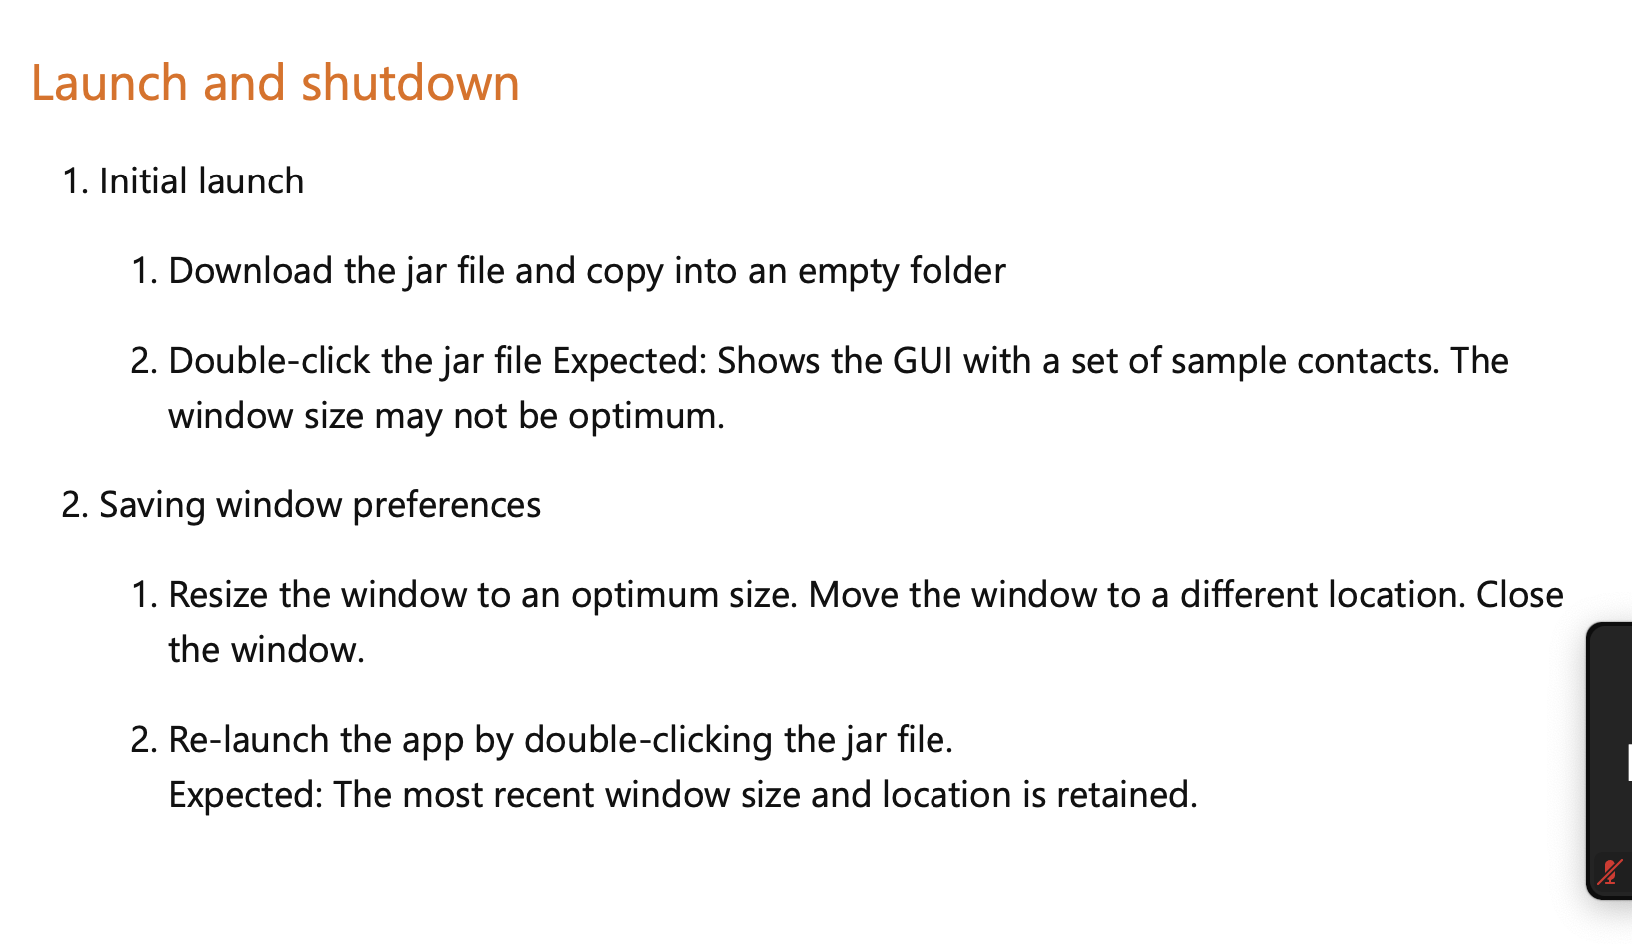 Launch and shutdown
1. Initial launch
1. Download the jar file and copy into an empty folder
2. Double-click the jar file Expected: Shows the GUI with a set of sample contacts. The
window size may not be optimum.
2. Saving window preferences
1. Resize the window to an optimum size. Move the window to a different location. Close
the window.
2. Re-launch the app by double-clicking the jar file.
Expected: The most recent window size and location is retained.